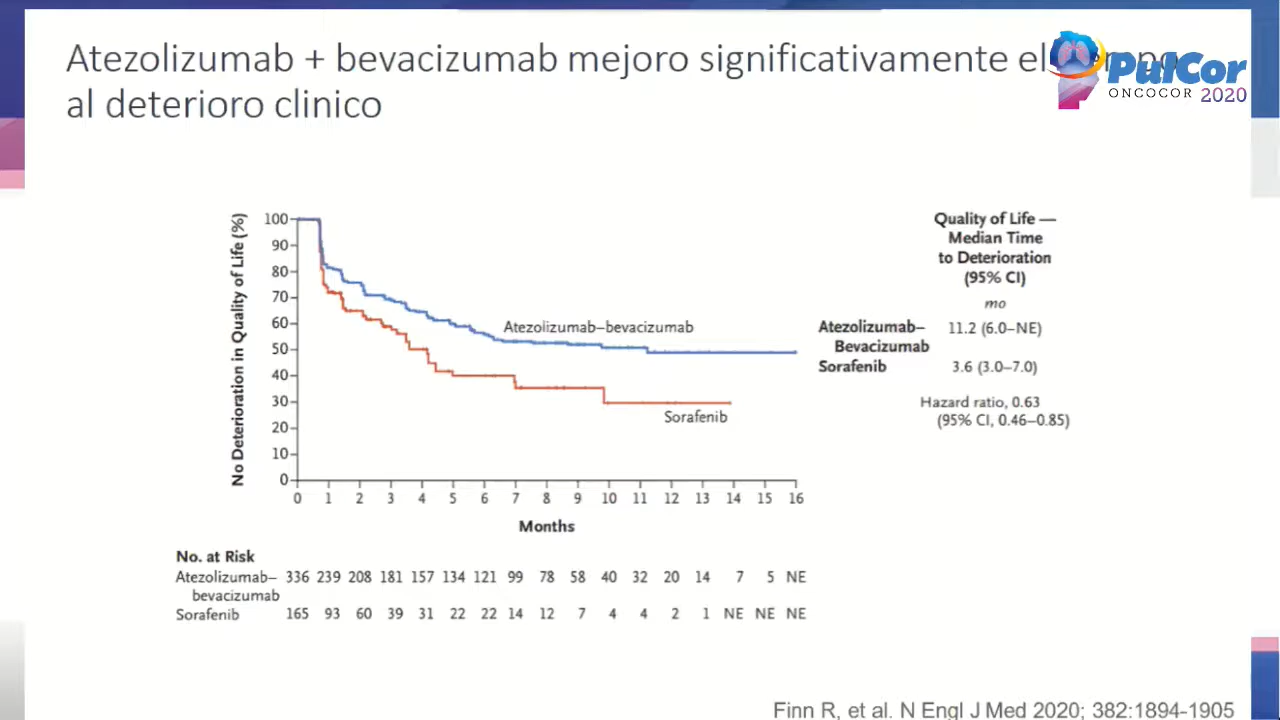 Atezolizumab + bevacizumab mejoro significativamente el
al deterioro clinico
PulCor
ONCOCOR 2020
No Deterioration in Quality of Life (%)
100
90
80
70
60
50
40
30
20
10
0
Atezolizumab–bevacizumab
Sorafenib
0 1 2 3 4 5 6 7 8 9 10 11 12 13 14 15 16
Months
Quality of Life —
Median Time
to Deterioration
(95% CI)
mo
Atezolizumab– 11.2 (6.0–NE)
Bevacizumab
Sorafenib 3.6 (3.0–7.0)
Hazard ratio, 0.63
(95% CI, 0.46–0.85)
No. at Risk
Atezolizumab– 336 239 208 181 157 134 121 99 78 58 40 32 20 14 7 5 NE
bevacizumab
Sorafenib 165 93 60 39 31 22 22 14 12 7 4 4 2 1 NE NE NE
Finn R, et al. N Engl J Med 2020; 382:1894-1905